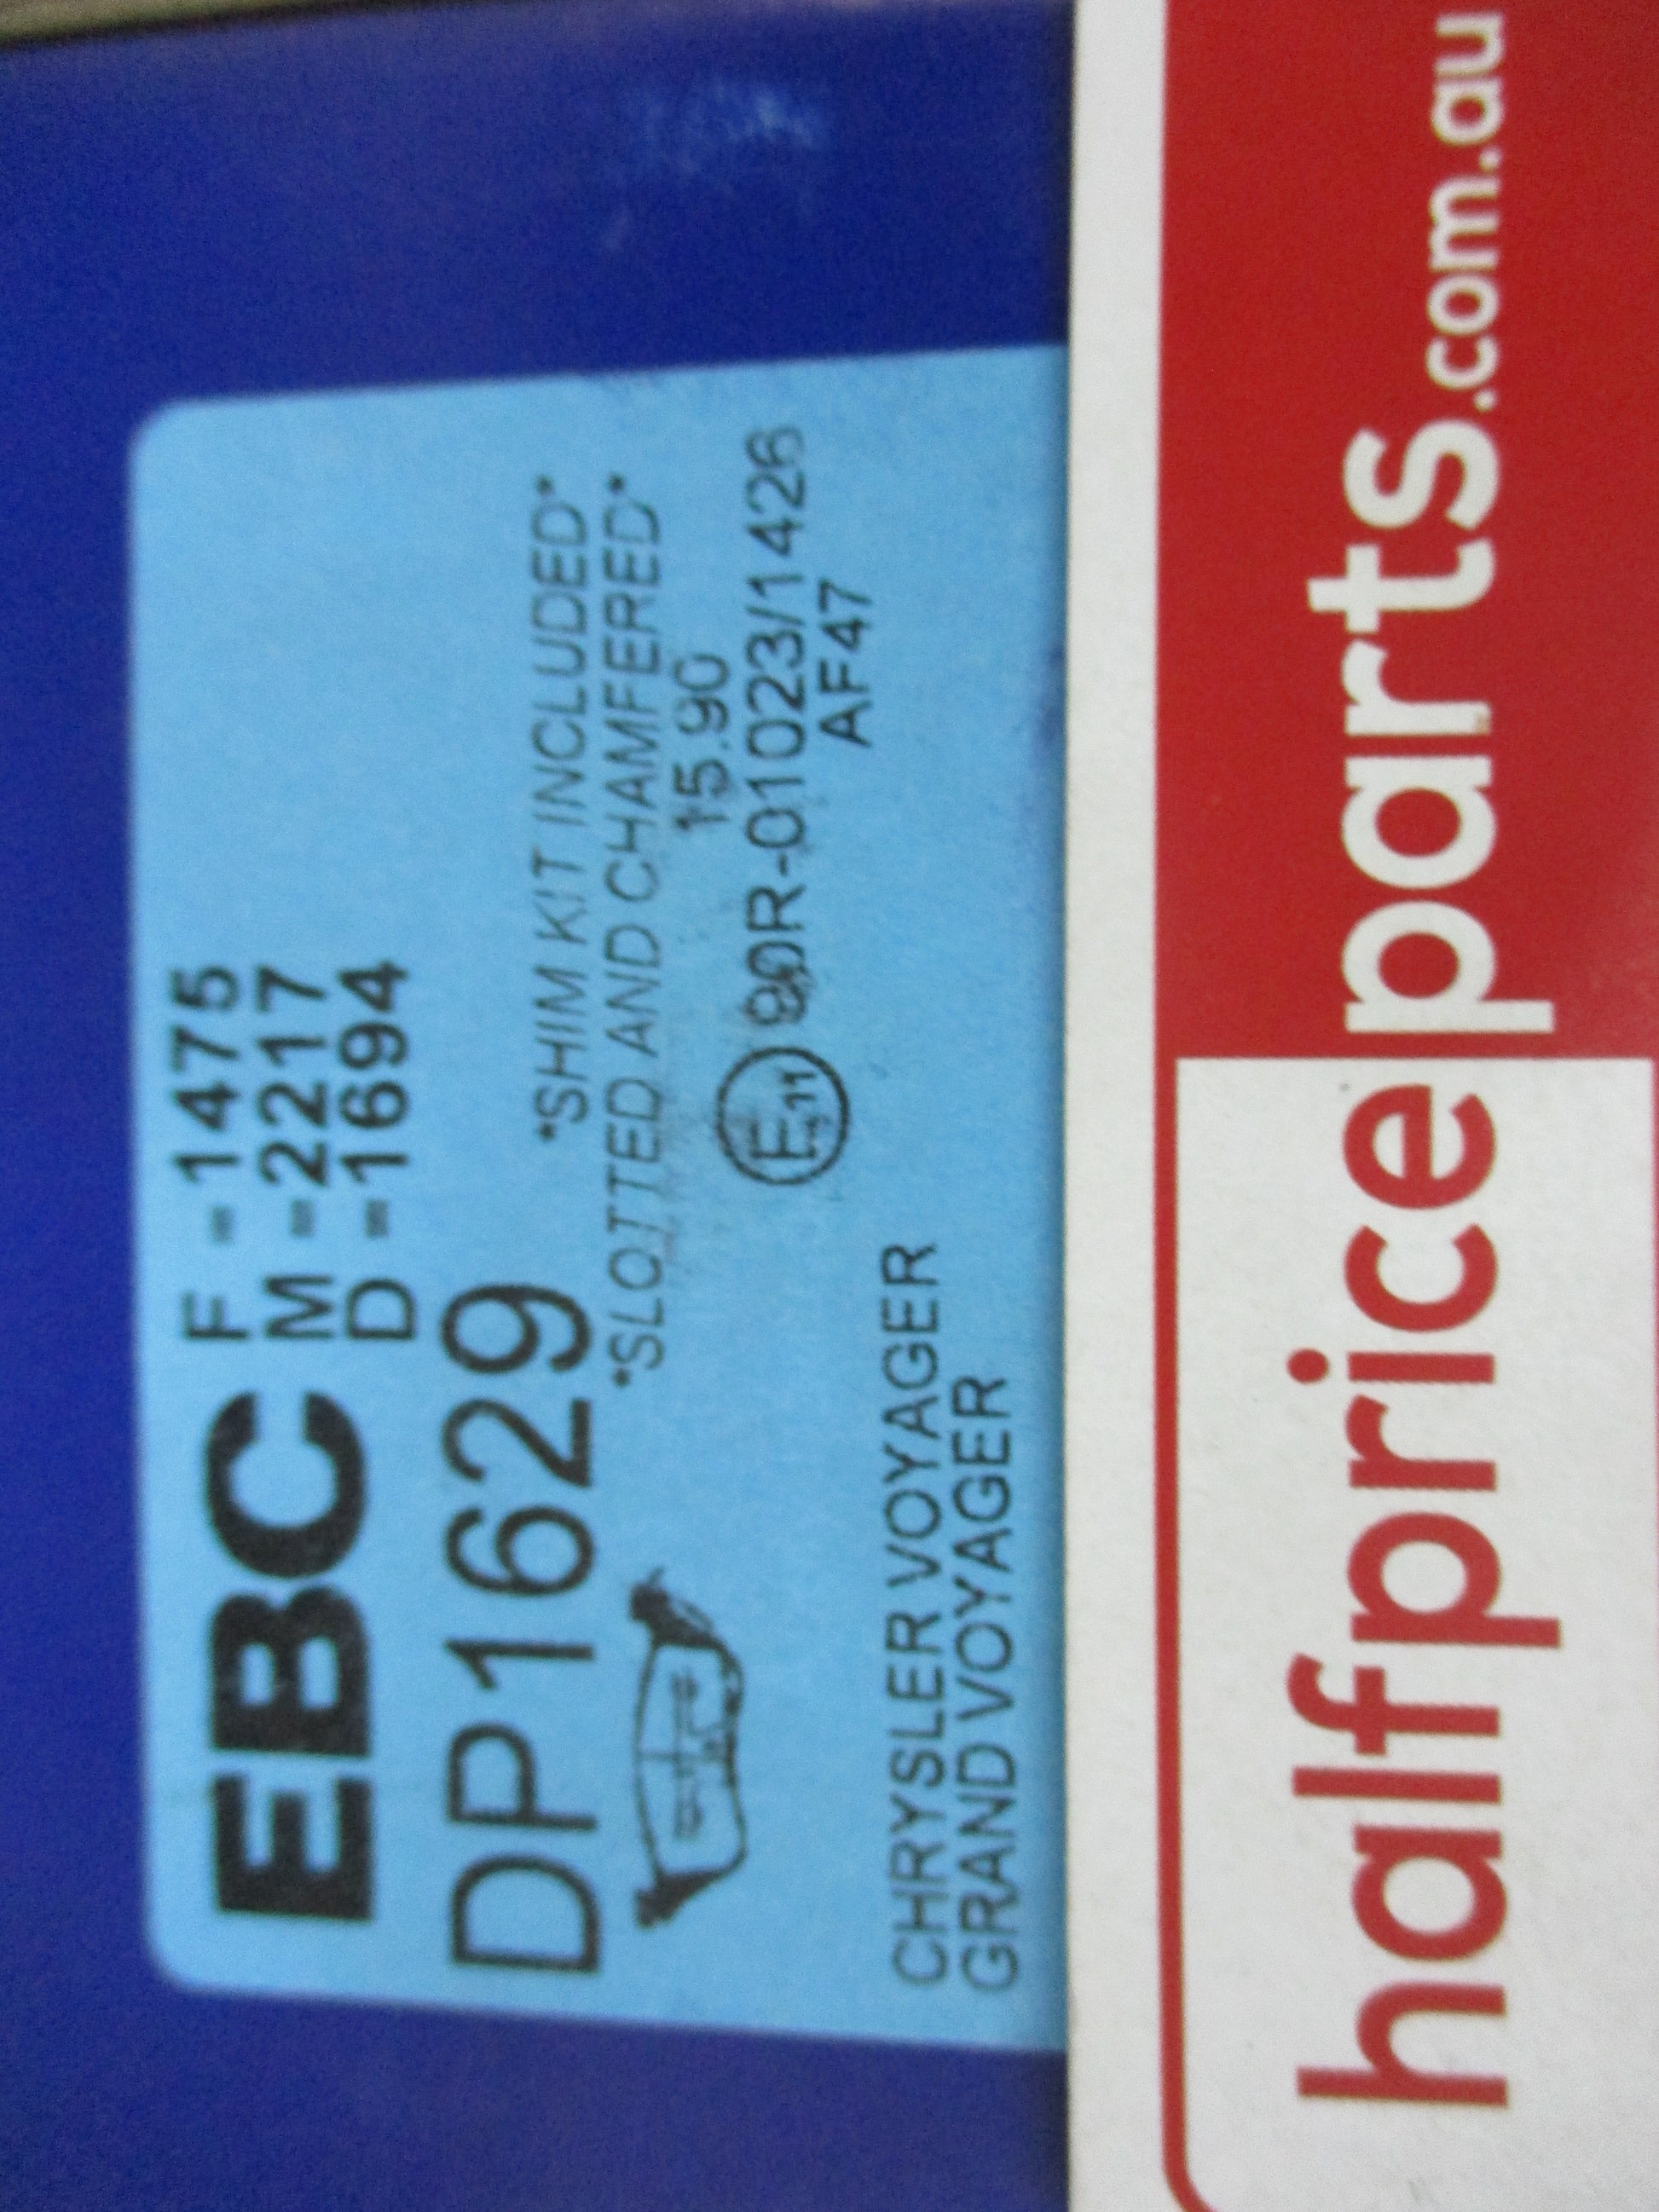 EBC
F - 1475
M - 2217
D - 1694
DP1629
*SHIM KIT INCLUDED*
*SLOTTED AND CHAMFERED*
15.90
E11 90R-01023/1426
AF47
CHRYSLER VOYAGER
GRAND VOYAGER
halfpriceparts.com.au